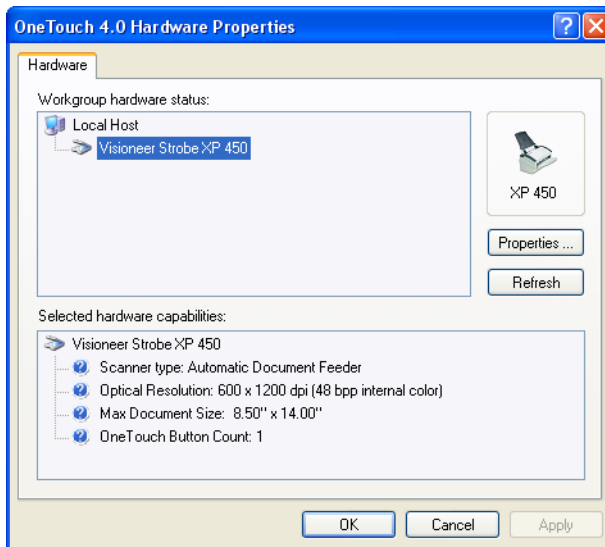 OneTouch 4.0 Hardware Properties
Hardware
Workgroup hardware status:
Local Host
Visioneer Strobe XP 450
XP 450
Properties ...
Refresh
Selected hardware capabilities:
Visioneer Strobe XP 450
Scanner type: Automatic Document Feeder
Optical Resolution: 600 x 1200 dpi (48 bpp internal color)
Max Document Size: 8.50" x 14.00"
OneTouch Button Count: 1
OK Cancel Apply